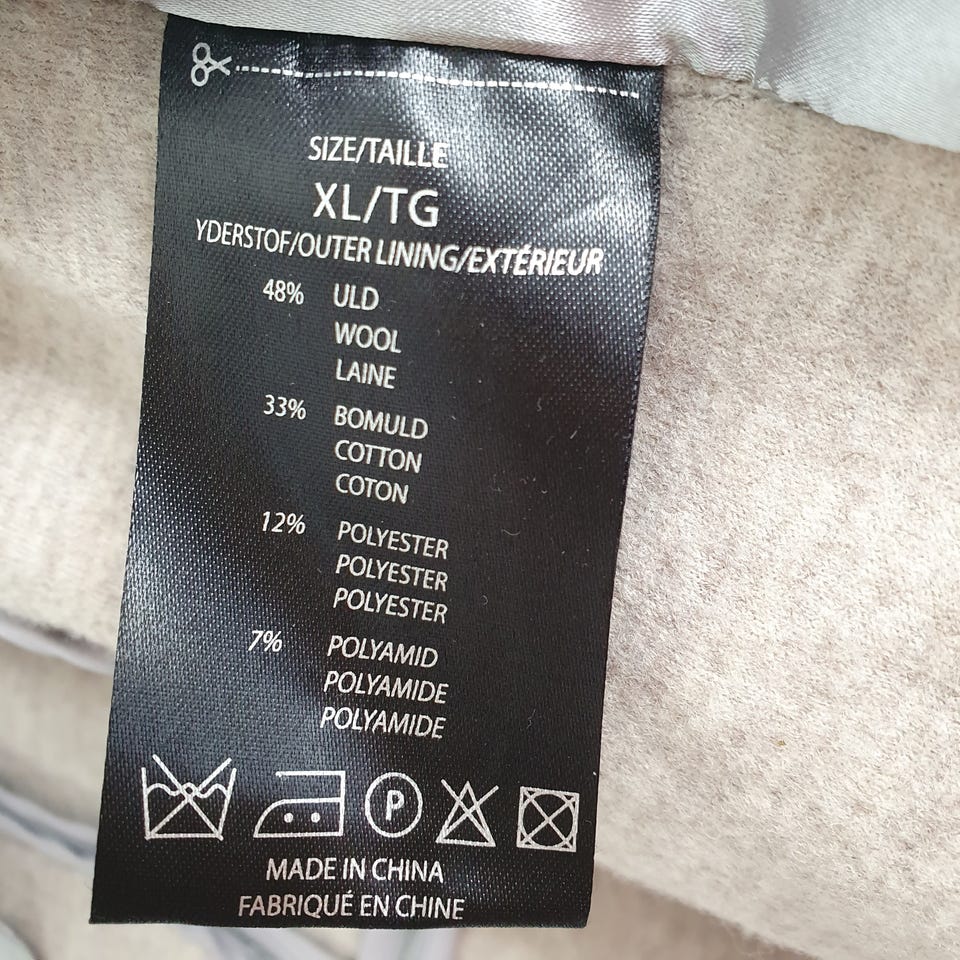 SIZE/TAILLE
XL/TG
YDERSTOF/OUTER LINING/EXTÉRIEUR
48% ULD
WOOL
LAINE
33% BOMULD
COTTON
COTON
12% POLYESTER
POLYESTER
POLYESTER
7% POLYAMID
POLYAMIDE
POLYAMIDE
P
MADE IN CHINA
FABRIQUÉ EN CHINE